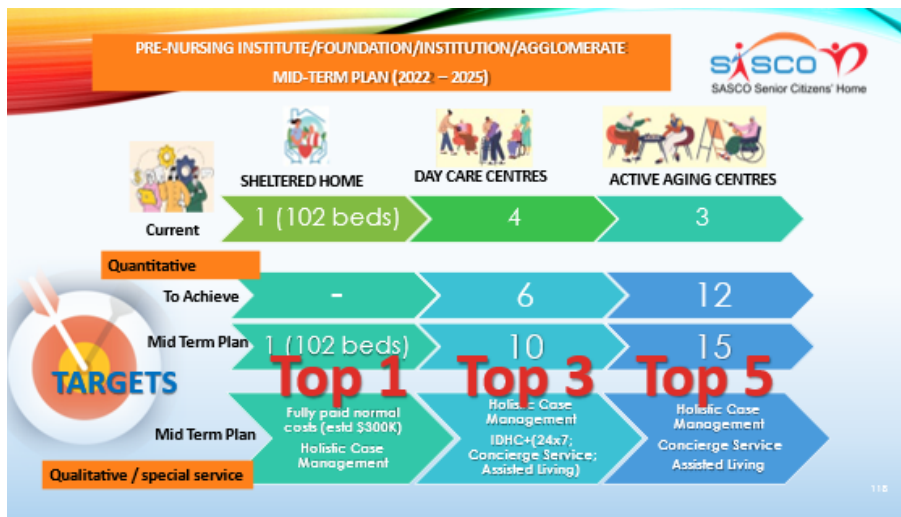 PRE-NURSING INSTITUTE/FOUNDATION/INSTITUTION/AGGLOMERATE
MID-TERM PLAN (2022 – 2025)
SASCO
SASCO Senior Citizens' Home
SHELTERED HOME
DAY CARE CENTRES
ACTIVE AGING CENTRES
Current
1 (102 beds)
4
3
Quantitative
To Achieve
-
6
12
Mid Term Plan
1 (102 beds)
10
15
TARGETS
Top 1
Top 3
Top 5
Mid Term Plan
Fully paid normal
costs (estd $300K)
Holistic Case
Management
Holistic Case
Management
IDHC+(24x7;
Concierge Service;
Assisted Living)
Holistic Case
Management
Concierge Service
Assisted Living
Qualitative / special service
118